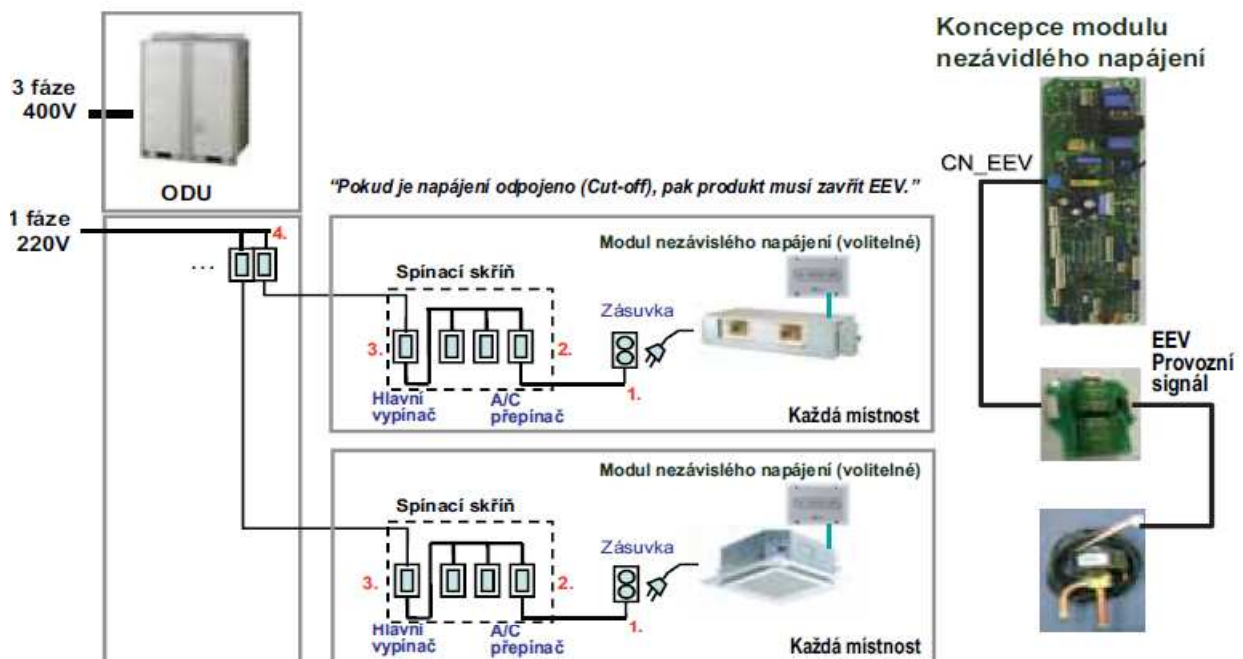 3 fáze
400V
ODU
1 fáze
220V
4.
...
"Pokud je napájení odpojeno (Cut-off), pak produkt musí zavřít EEV."
Modul nezávislého napájení (volitelné)
Spínací skříň
Zásuvka
3.
2.
1.
Hlavní
vypínač
A/C
přepínač
Každá místnost
Modul nezávislého napájení (volitelné)
Spínací skříň
Zásuvka
3.
2.
1.
Hlavní
vypínač
A/C
přepínač
Každá místnost
Koncepce modulu
nezávidlého napájení
CN_EEV
EEV
Provozní
signál